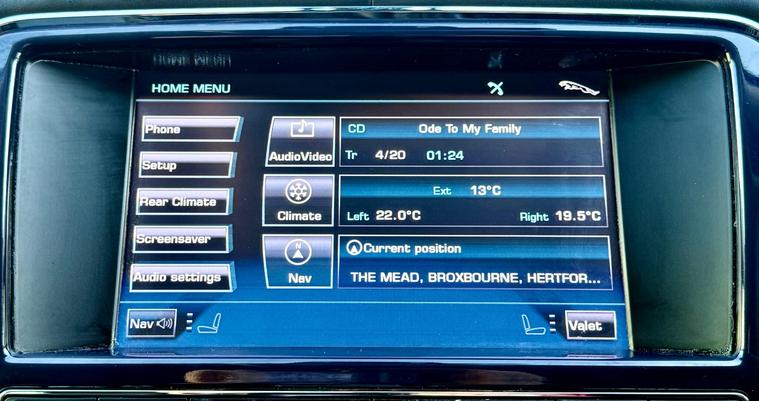 HOME MENU
Phone
Setup
Rear Climate
Screensaver
Audio settings
AudioVideo
CD Ode To My Family
Tr 4/20 01:24
Climate
Ext 13°C
Left 22.0°C Right 19.5°C
N
Nav
Current position
THE MEAD, BROXBOURNE, HERTFOR...
Nav
Valet